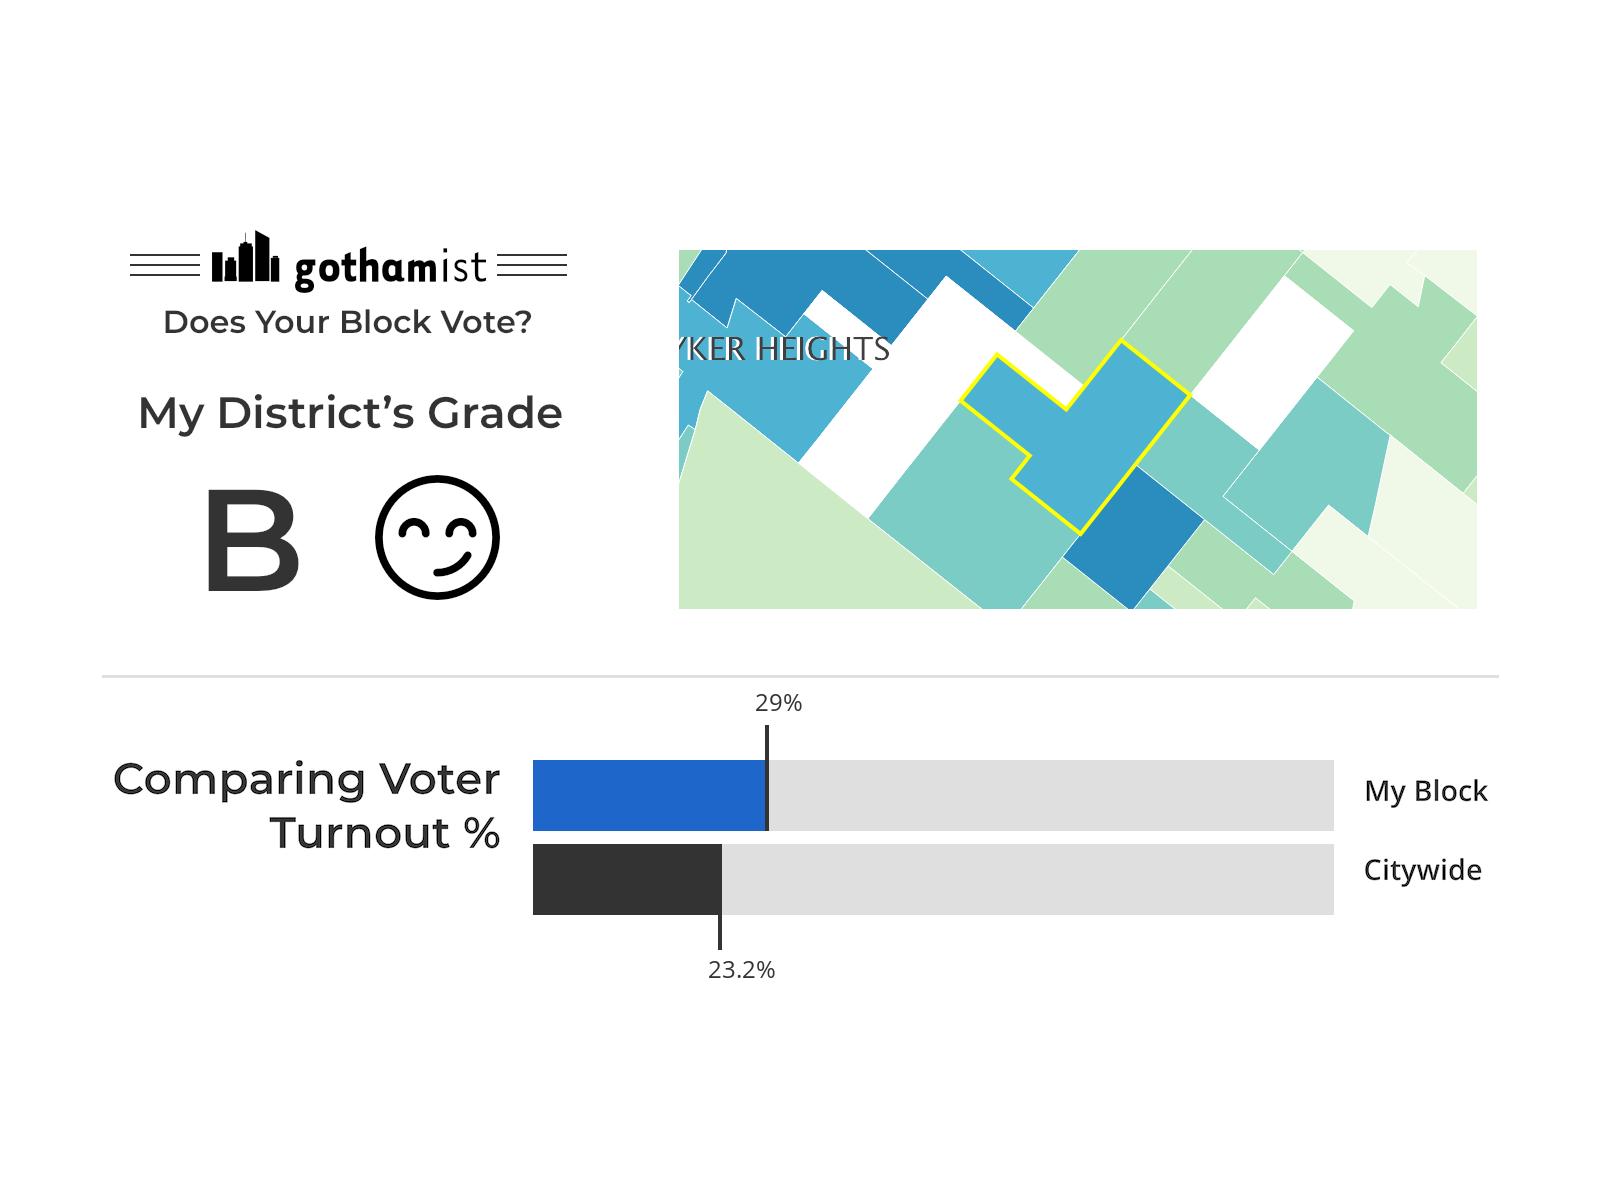 gothamist
Does Your Block Vote?
My District’s Grade
B
YKER HEIGHTS
29%
Comparing Voter
Turnout %
My Block
Citywide
23.2%